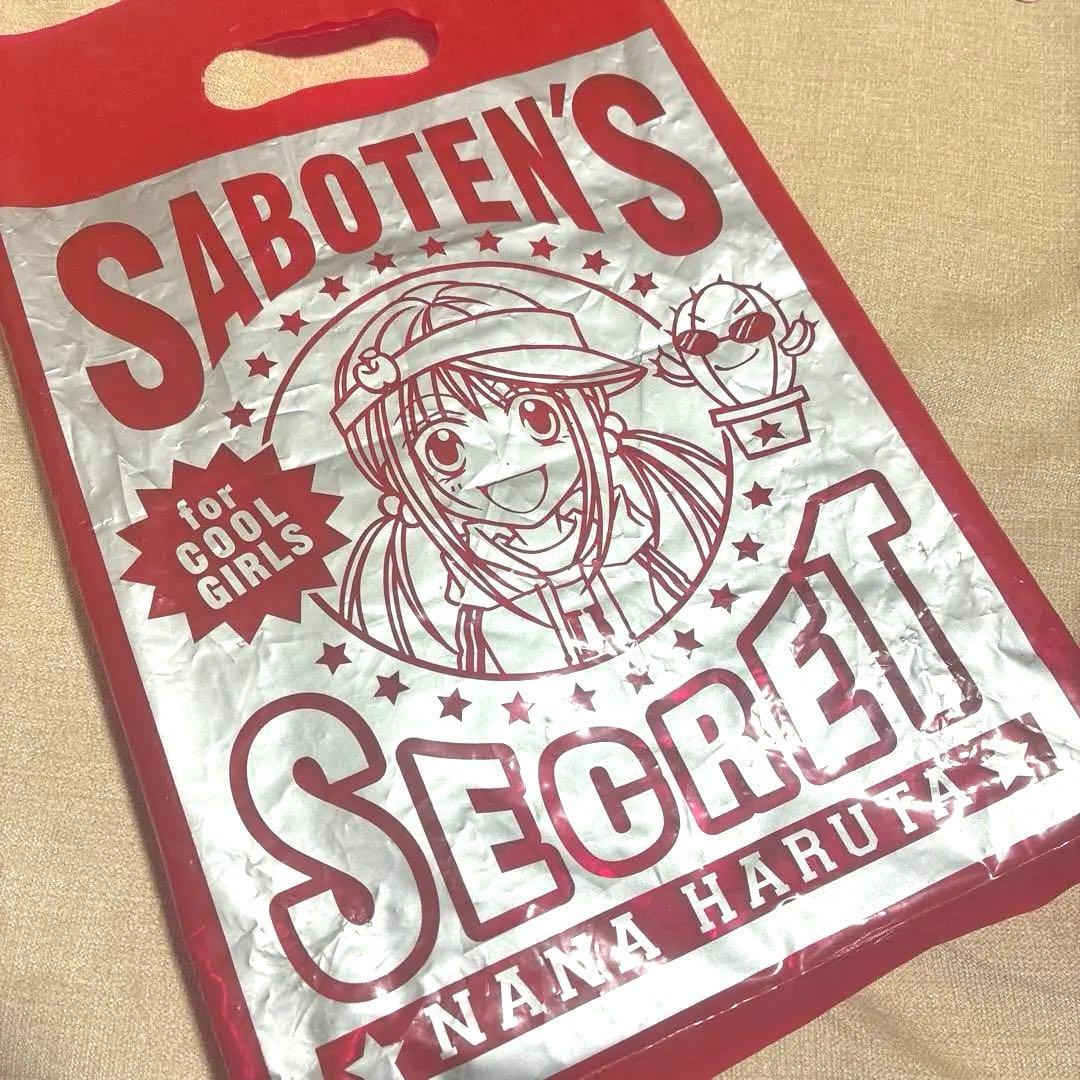 SABOTEN'S
for
COOL
GIRLS
SECRET
NANA HARUTA